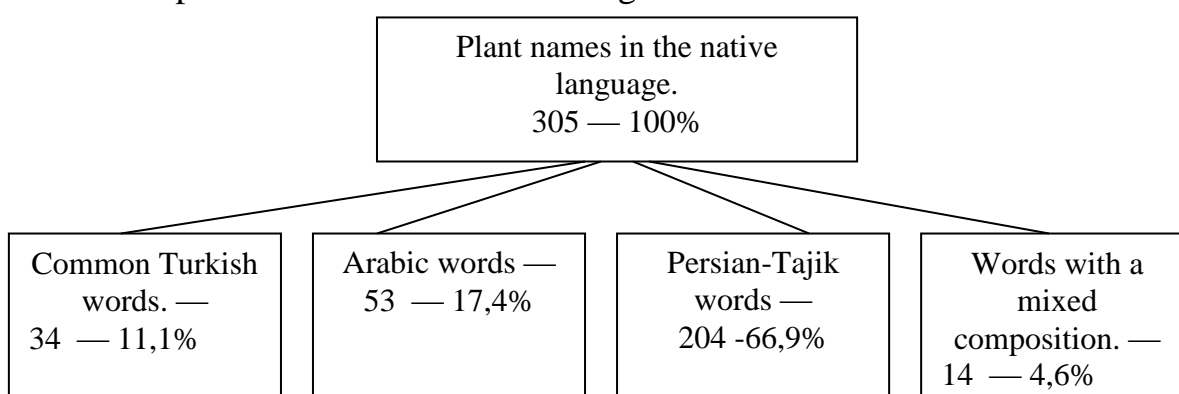 Plant names in the native
language.
305 — 100%
Common Turkish
words. —
34 — 11,1%
Arabic words —
53 — 17,4%
Persian-Tajik
words —
204 -66,9%
Words with a
mixed
composition. —
14 — 4,6%